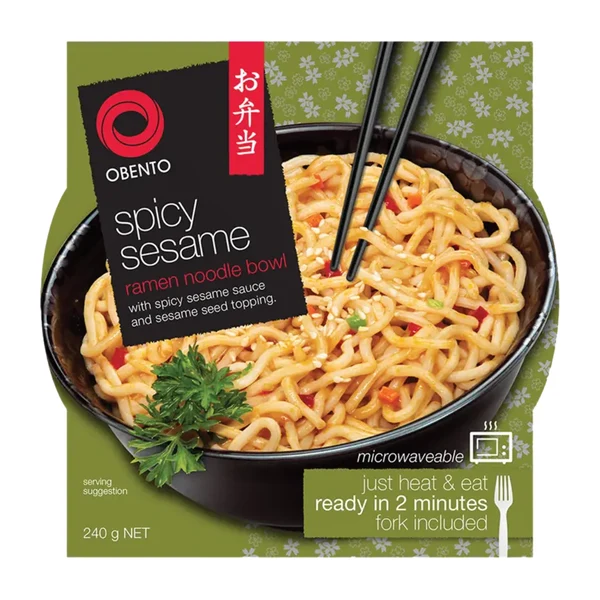 お弁当
OBENTO
spicy
sesame
ramen noodle bowl
with spicy sesame sauce
and sesame seed topping.
microwaveable
just heat & eat
ready in 2 minutes
fork included
serving
suggestion
240 g NET